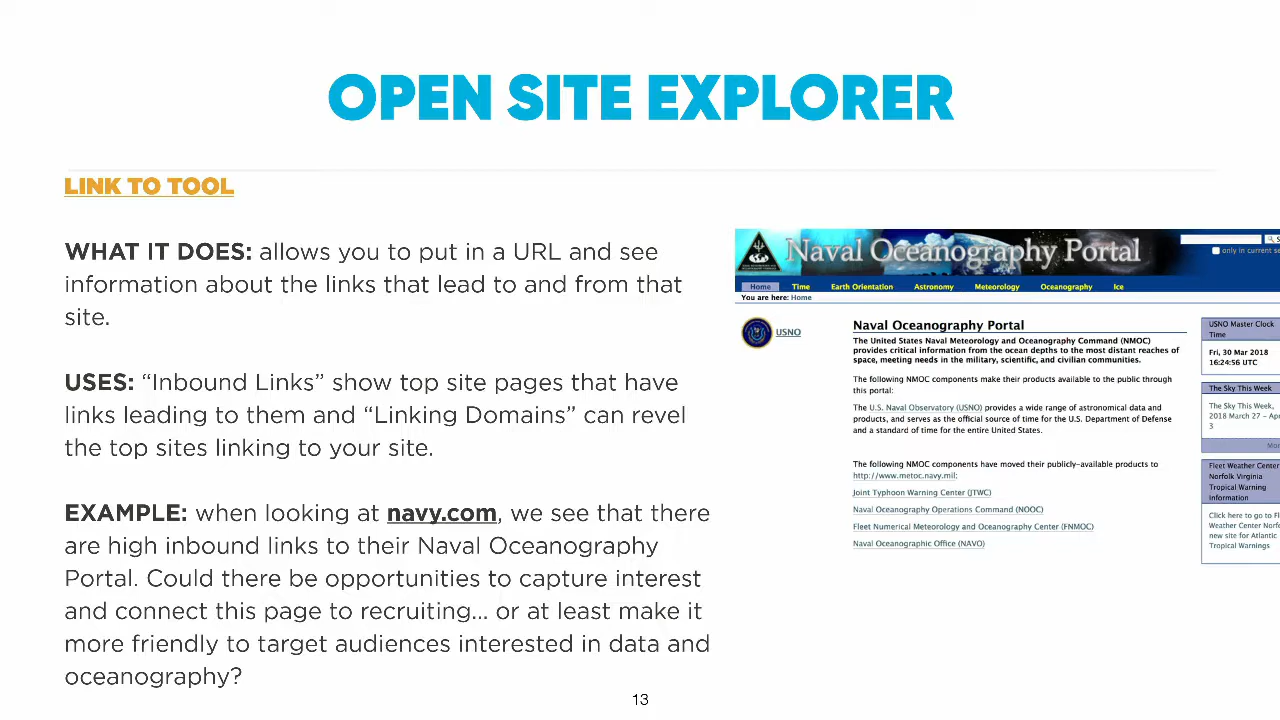 OPEN SITE EXPLORER
LINK TO TOOL
WHAT IT DOES: allows you to put in a URL and see
information about the links that lead to and from that
site.
USES: “Inbound Links” show top site pages that have
links leading to them and “Linking Domains” can revel
the top sites linking to your site.
EXAMPLE: when looking at navy.com, we see that there
are high inbound links to their Naval Oceanography
Portal. Could there be opportunities to capture interest
and connect this page to recruiting... or at least make it
more friendly to target audiences interested in data and
oceanography?
Naval Oceanography Portal
only in current se
Home Time Earth Orientation Astronomy Meteorology Oceanography Ice
You are here: Home
USNO
Naval Oceanography Portal
The United States Naval Meteorology and Oceanography Command (NMOC)
provides critical information from the ocean depths to the most distant reaches of
space, meeting needs in the military, scientific, and civilian communities.
The following NMOC components make their products available to the public through
this portal:
The U.S. Naval Observatory (USNO) provides a wide range of astronomical data and
products, and serves as the official source of time for the U.S. Department of Defense
and a standard of time for the entire United States.
The following NMOC components have moved their publicly-available products to
http://www.metoc.navy.mil:
Joint Typhoon Warning Center (JTWC)
Naval Oceanography Operations Command (NOOC)
Fleet Numerical Meteorology and Oceanography Center (FNMOC)
Naval Oceanographic Office (NAVO)
USNO Master Clock
Time
Fri, 30 Mar 2018
16:24:56 UTC
The Sky This Week
The Sky This Week,
2018 March 27 - Apr
3
Mor
Fleet Weather Center
Norfolk Virginia
Tropical Warning
Information
Click here to go to Fl
Weather Center Norfo
new site for Atlantic
Tropical Warnings
13